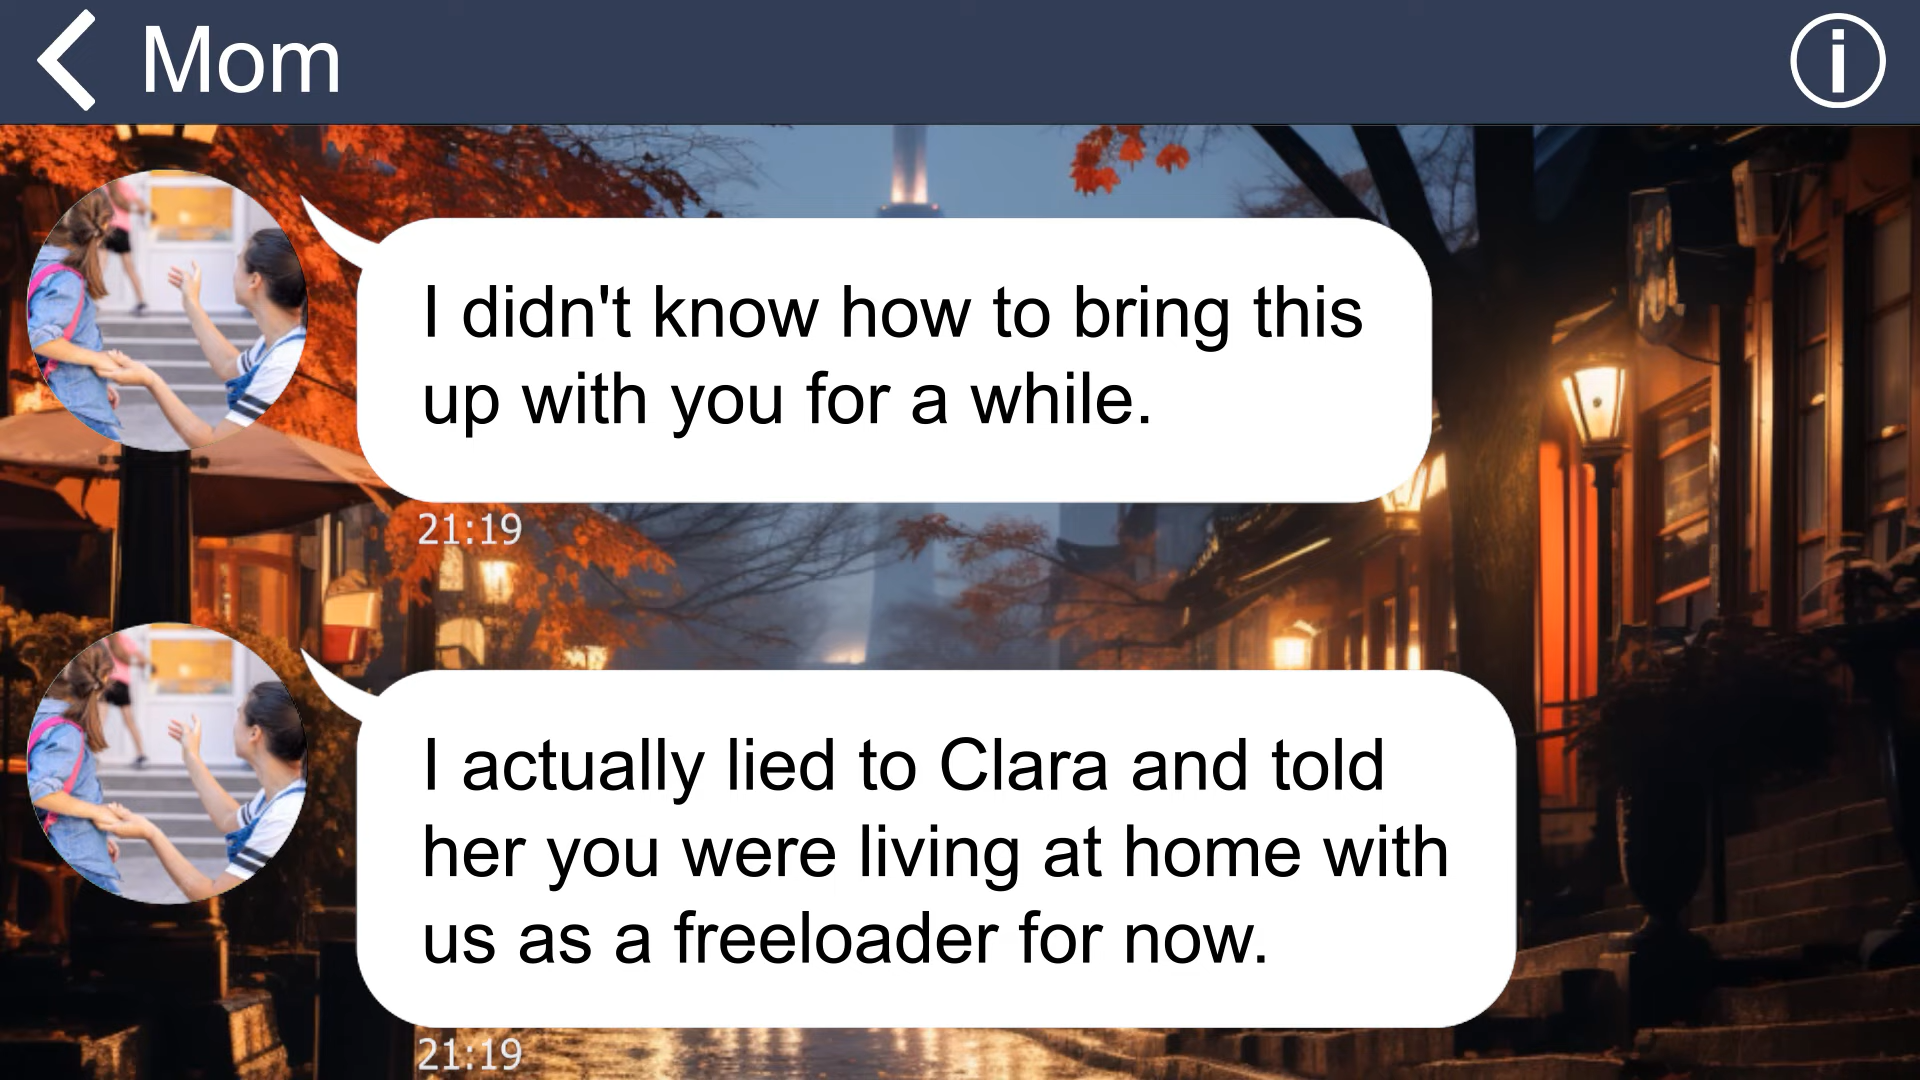 Mom
I didn't know how to bring this
up with you for a while.
21:19
I actually lied to Clara and told
her you were living at home with
us as a freeloader for now.
21:19